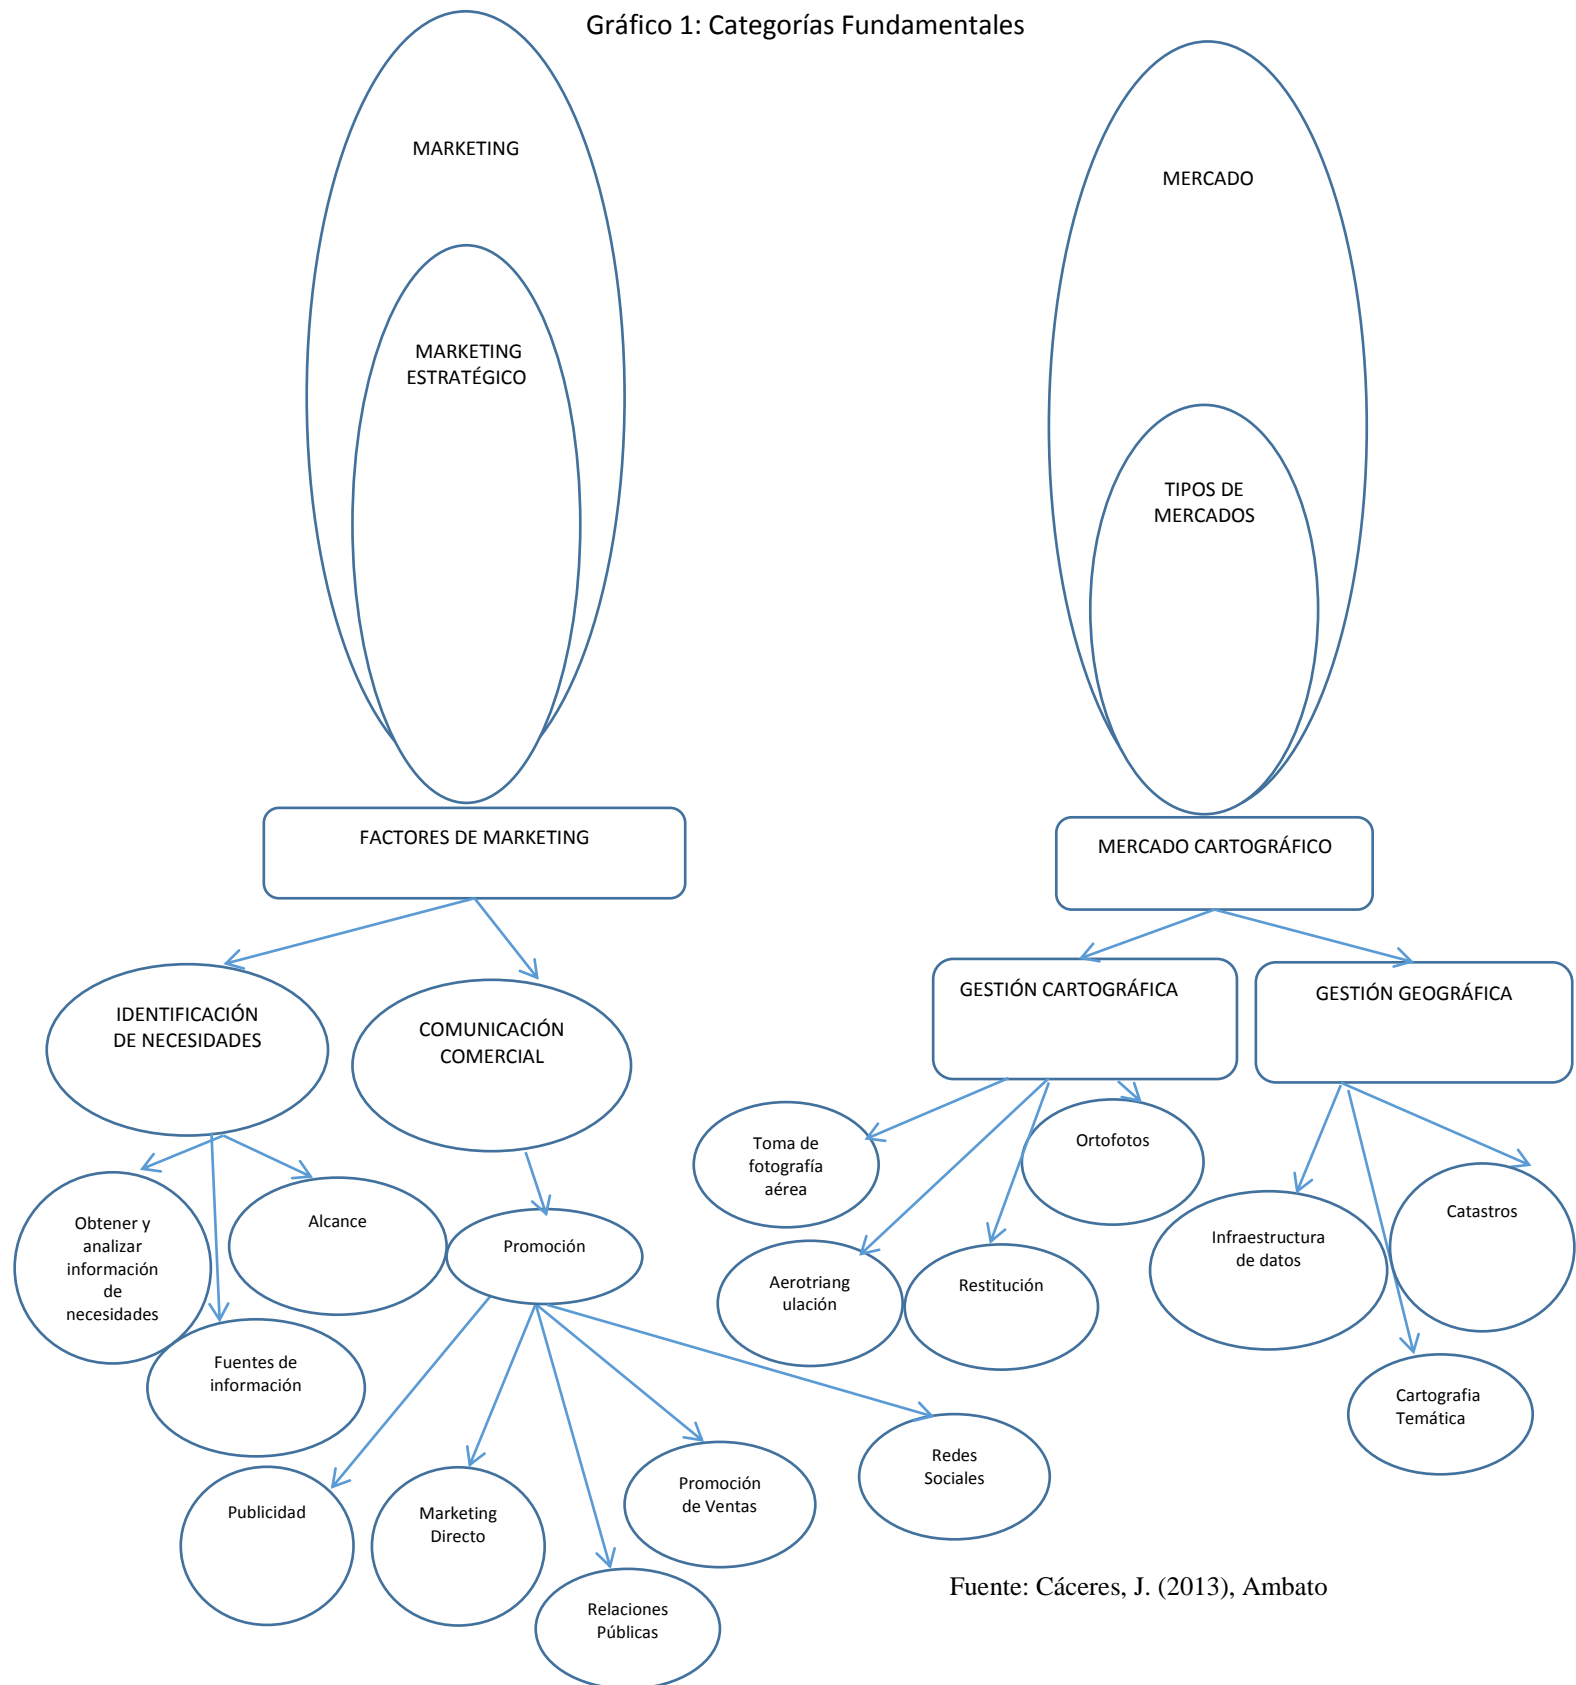 Gráfico 1: Categorías Fundamentales
MARKETING
MERCADO
MARKETING
ESTRATÉGICO
TIPOS DE
MERCADOS
FACTORES DE MARKETING
MERCADO CARTOGRÁFICO
IDENTIFICACIÓN
DE NECESIDADES
COMUNICACIÓN
COMERCIAL
GESTIÓN CARTOGRÁFICA
GESTIÓN GEOGRÁFICA
Obtener y
analizar
información
de
necesidades
Alcance
Fuentes de
información
Promoción
Toma de
fotografía
aérea
Ortofotos
Aerotriang
ulación
Restitución
Infraestructura
de datos
Catastros
Cartografia
Temática
Publicidad
Marketing
Directo
Relaciones
Públicas
Promoción
de Ventas
Redes
Sociales
Fuente: Cáceres, J. (2013), Ambato